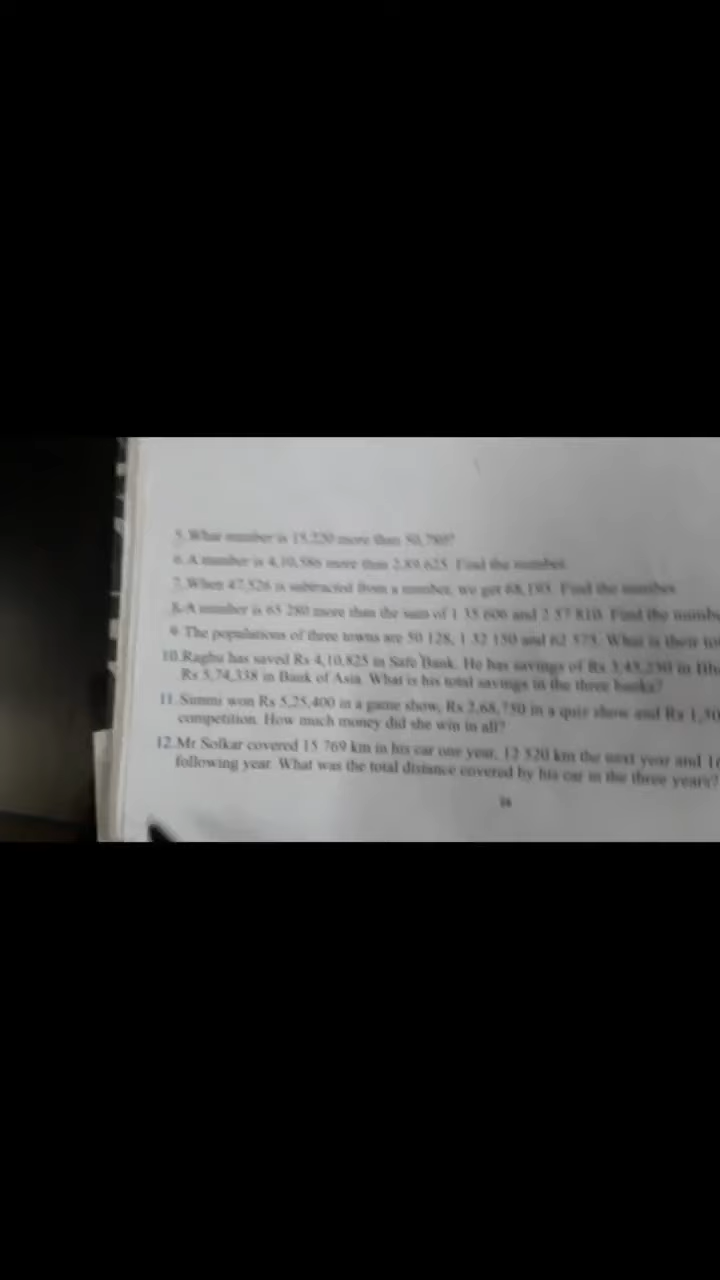 5. What number is 15,220 more than
6. A number is 4,10,586 more than 2,89,625. Find the number.
7. When 47,526 is subtracted from a number, we get 68,193. Find the number.
8. A number is 65 280 more than the sum of 1 35 606 and 2 57 810. Find the
9. The populations of three towns are 50 128, 1 32 150 and 62 575. What is their
10. Raghu has saved Rs 4,10,825 in Safe Bank. He has savings of Rs in
Rs 5,74,338 in Bank of Asia. What is his total savings in the three banks?
11. Simmi won Rs 5,25,400 in a game show, Rs 2,68,750 in a quiz show and Rs
competition. How much money did she win in all?
12. Mr Solkar covered 15 769 km in his car one year, 12 520 km the next year and
following year. What was the total distance covered by his car in the three years?